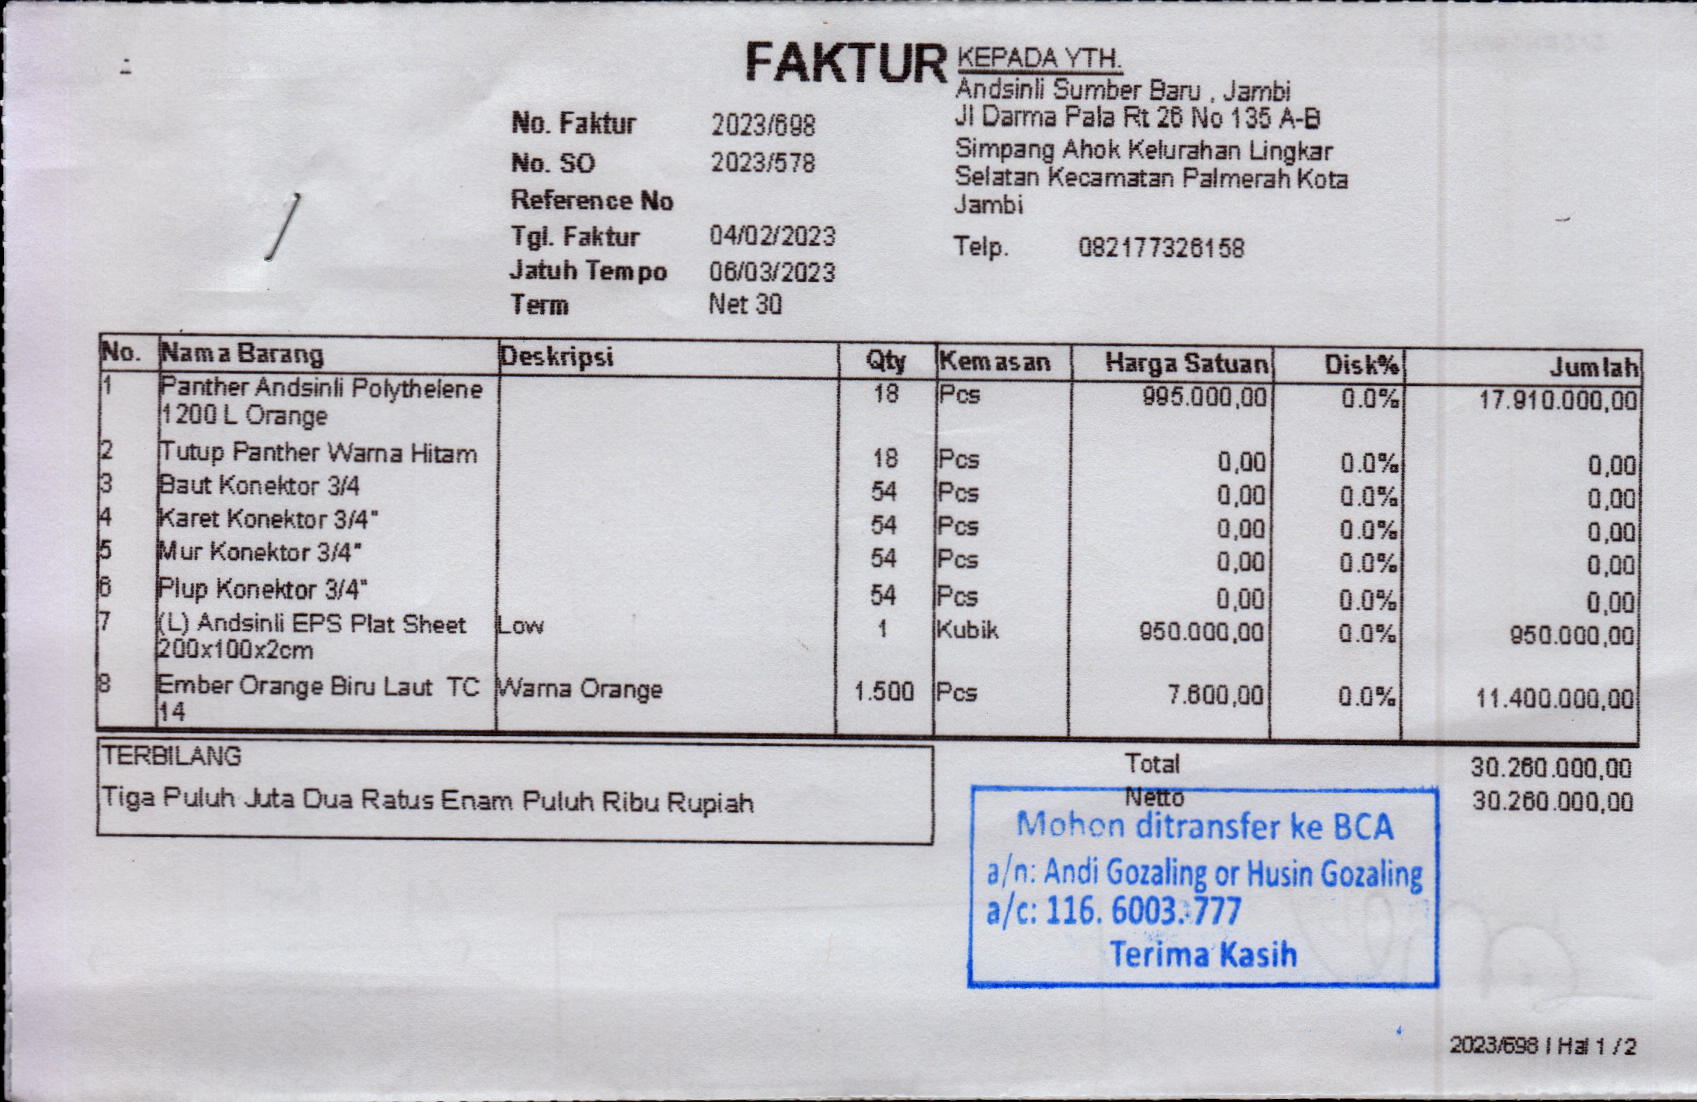 FAKTUR
KEPADA YTH.
Andsinli Sumber Baru , Jambi
Jl Darma Pala Rt 26 No 135 A-B
Simpang Ahok Kelurahan Lingkar
Selatan Kecamatan Palmerah Kota
Jambi
Telp. 082177326158
No. Faktur 2023/698
No. SO 2023/578
Reference No
Tgl. Faktur 04/02/2023
Jatuh Tempo 06/03/2023
Term Net 30
No. Nama Barang Deskripsi Qty Kemasan Harga Satuan Disk% Jumlah
1 Panther Andsinli Polythelene 18 Pcs 995.000,00 0.0% 17.910.000,00
1200 L Orange
2 Tutup Panther Warna Hitam 18 Pcs 0,00 0.0% 0,00
3 Baut Konektor 3/4 54 Pcs 0,00 0.0% 0,00
4 Karet Konektor 3/4" 54 Pcs 0,00 0.0% 0,00
5 Mur Konektor 3/4" 54 Pcs 0,00 0.0% 0,00
6 Plup Konektor 3/4" 54 Pcs 0,00 0.0% 0,00
7 (L) Andsinli EPS Plat Sheet Low 1 Kubik 950.000,00 0.0% 950.000,00
200x100x2cm
8 Ember Orange Biru Laut TC Warna Orange 1.500 Pcs 7.600,00 0.0% 11.400.000,00
14
TERBILANG
Tiga Puluh Juta Dua Ratus Enam Puluh Ribu Rupiah
Total 30.260.000,00
Netto 30.260.000,00
Mohon ditransfer ke BCA
a/n: Andi Gozaling or Husin Gozaling
a/c: 116. 6003. 777
Terima Kasih
2023/698 | Hal 1 / 2